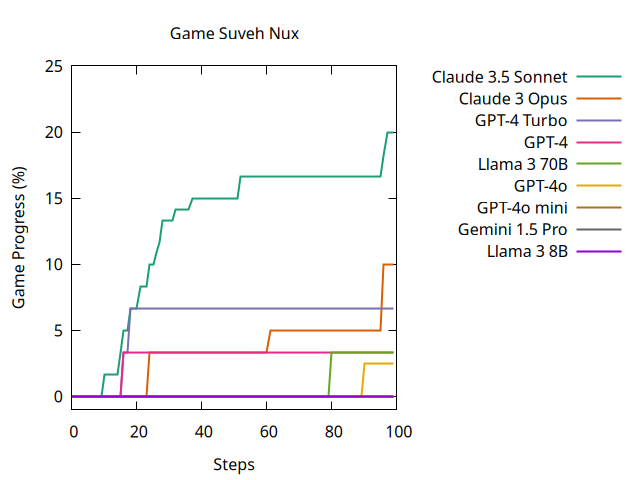 Game Suveh Nux
25
20
15
10
5
0
Game Progress (%)
0 20 40 60 80 100
Steps
Claude 3.5 Sonnet
Claude 3 Opus
GPT-4 Turbo
GPT-4
Llama 3 70B
GPT-4o
GPT-4o mini
Gemini 1.5 Pro
Llama 3 8B